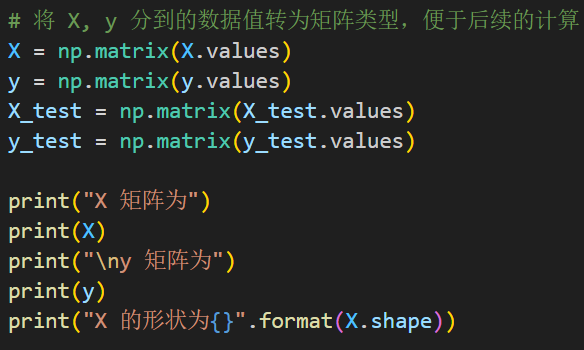 # 将 X, y 分到的数据值转为矩阵类型，便于后续的计算
X = np.matrix(X.values)
y = np.matrix(y.values)
X_test = np.matrix(X_test.values)
y_test = np.matrix(y_test.values)
print("X 矩阵为")
print(X)
print("\ny 矩阵为")
print(y)
print("X 的形状为{}".format(X.shape))